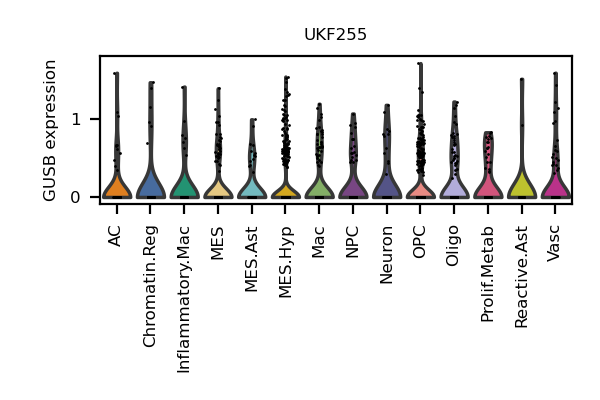 UKF255
GUSB expression
1
0
AC
Chromatin.Reg
Inflammatory.Mac
MES
MES.Ast
MES.Hyp
Mac
NPC
Neuron
OPC
Oligo
Prolif.Metab
Reactive.Ast
Vasc